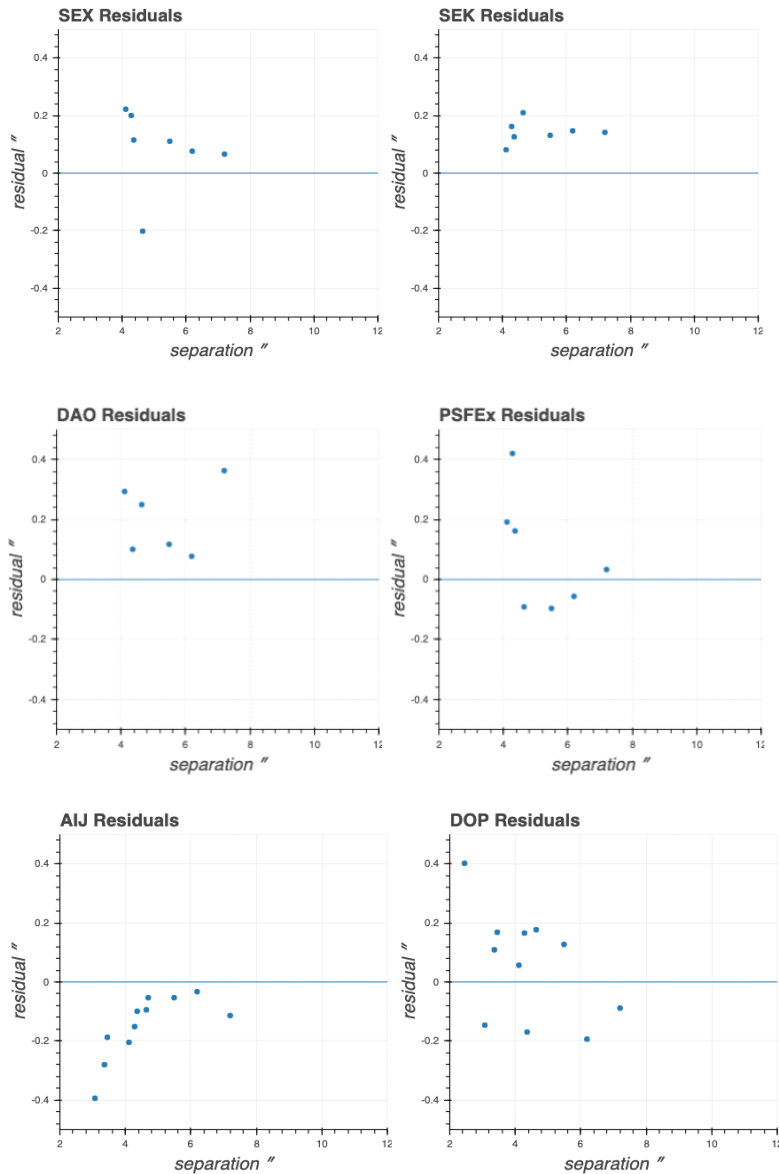 SEX Residuals
0.4
0.2
0
-0.2
-0.4
residual ″
2 4 6 8 10 12
separation ″
SEK Residuals
0.4
0.2
0
-0.2
-0.4
residual ″
2 4 6 8 10 12
separation ″
DAO Residuals
0.4
0.2
0
-0.2
-0.4
residual ″
2 4 6 8 10 12
separation ″
PSFEx Residuals
0.4
0.2
0
-0.2
-0.4
residual ″
2 4 6 8 10 12
separation ″
AIJ Residuals
0.4
0.2
0
-0.2
-0.4
residual ″
2 4 6 8 10 12
separation ″
DOP Residuals
0.4
0.2
0
-0.2
-0.4
residual ″
2 4 6 8 10 12
separation ″